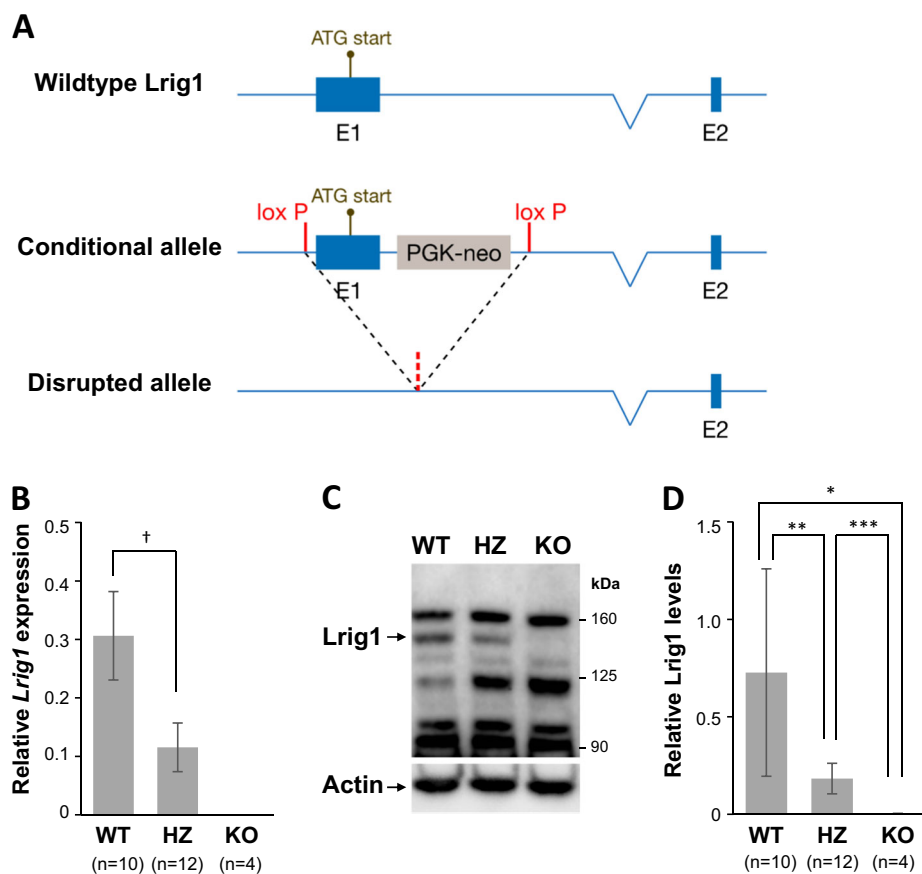 A
ATG start
Wildtype Lrig1
E1
E2
ATG start
lox P
lox P
Conditional allele
PGK-neo
E1
E2
Disrupted allele
E2
B
Relative Lrig1 expression
0.5
0.4
0.3
0.2
0.1
0
†
WT
HZ
KO
(n=10)
(n=12)
(n=4)
C
WT HZ KO
kDa
160
Lrig1
125
90
Actin
D
Relative Lrig1 levels
1.5
1.0
0.5
0
*
**
***
WT
HZ
KO
(n=10)
(n=12)
(n=4)